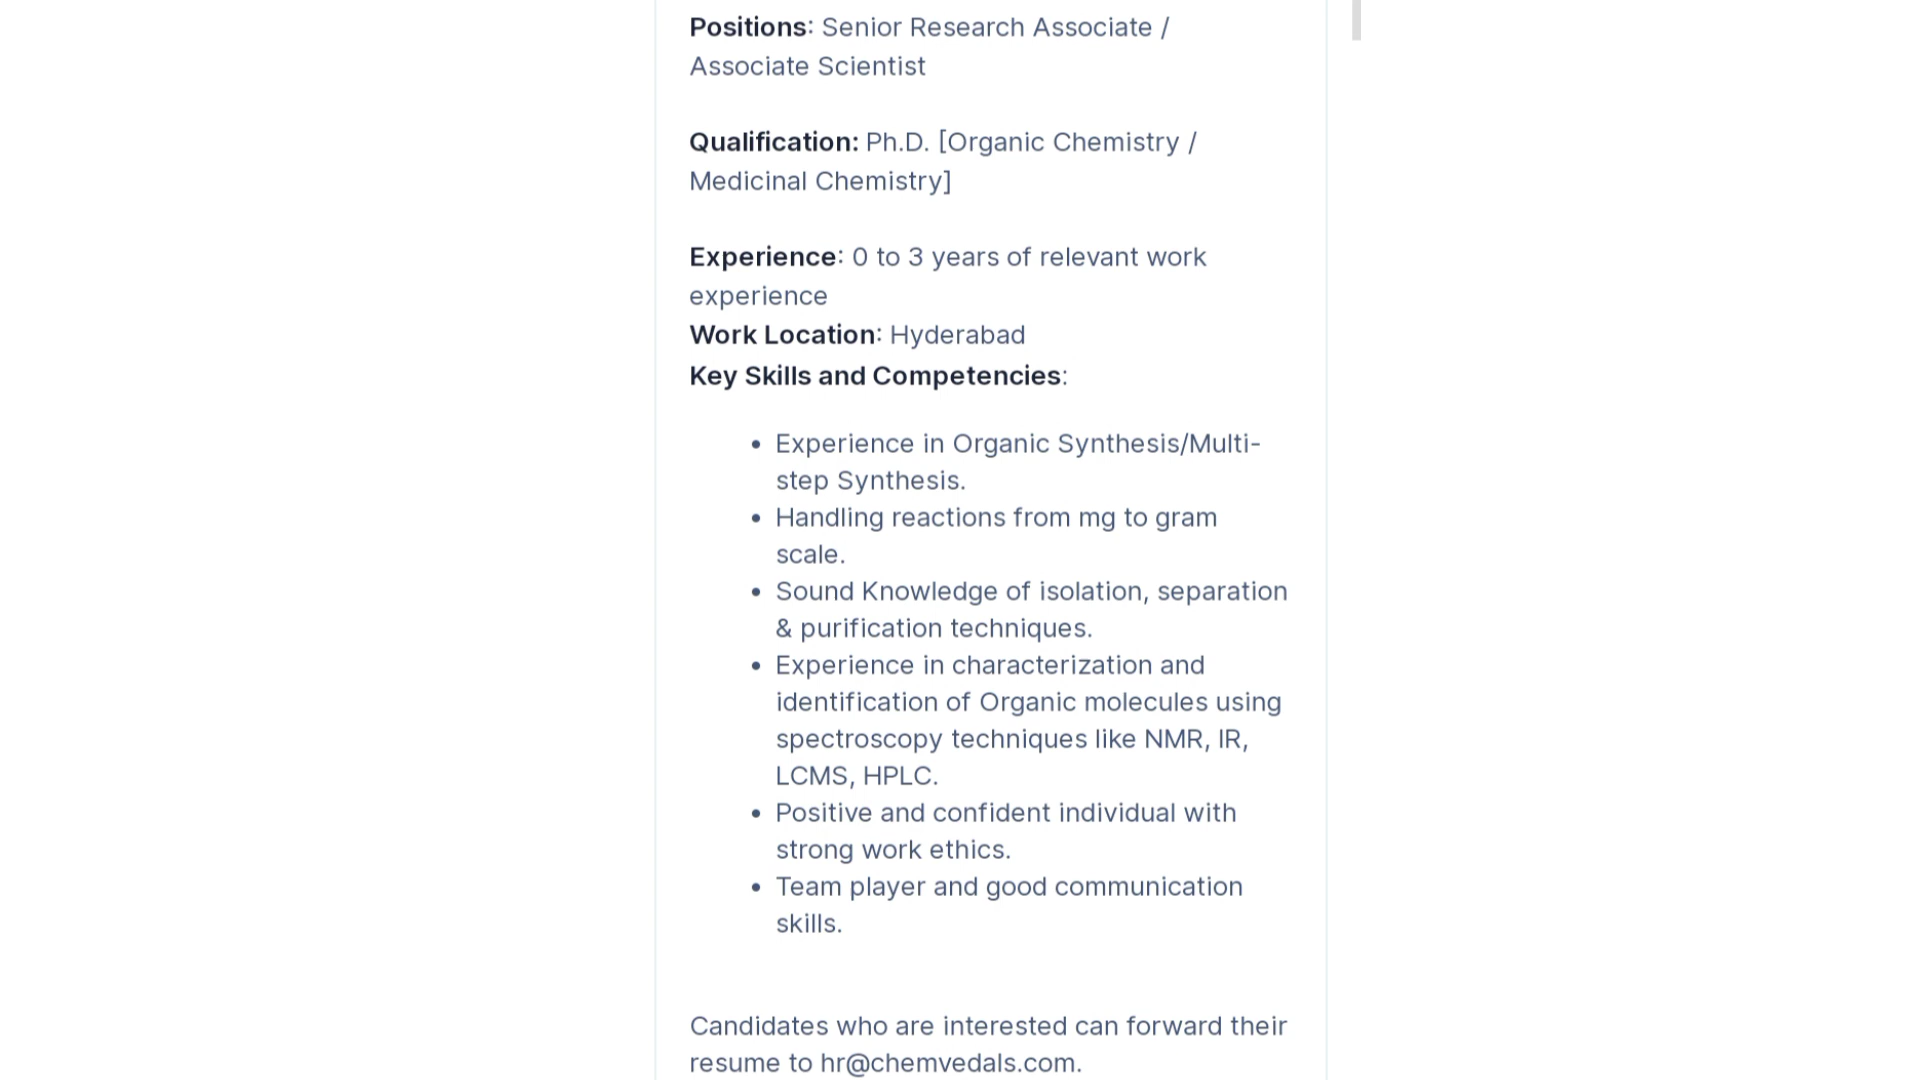 Positions: Senior Research Associate /
Associate Scientist
Qualification: Ph.D. [Organic Chemistry /
Medicinal Chemistry]
Experience: 0 to 3 years of relevant work
experience
Work Location: Hyderabad
Key Skills and Competencies:
• Experience in Organic Synthesis/Multi-
step Synthesis.
• Handling reactions from mg to gram
scale.
• Sound Knowledge of isolation, separation
& purification techniques.
• Experience in characterization and
identification of Organic molecules using
spectroscopy techniques like NMR, IR,
LCMS, HPLC.
• Positive and confident individual with
strong work ethics.
• Team player and good communication
skills.
Candidates who are interested can forward their
resume to hr@chemvedals.com.